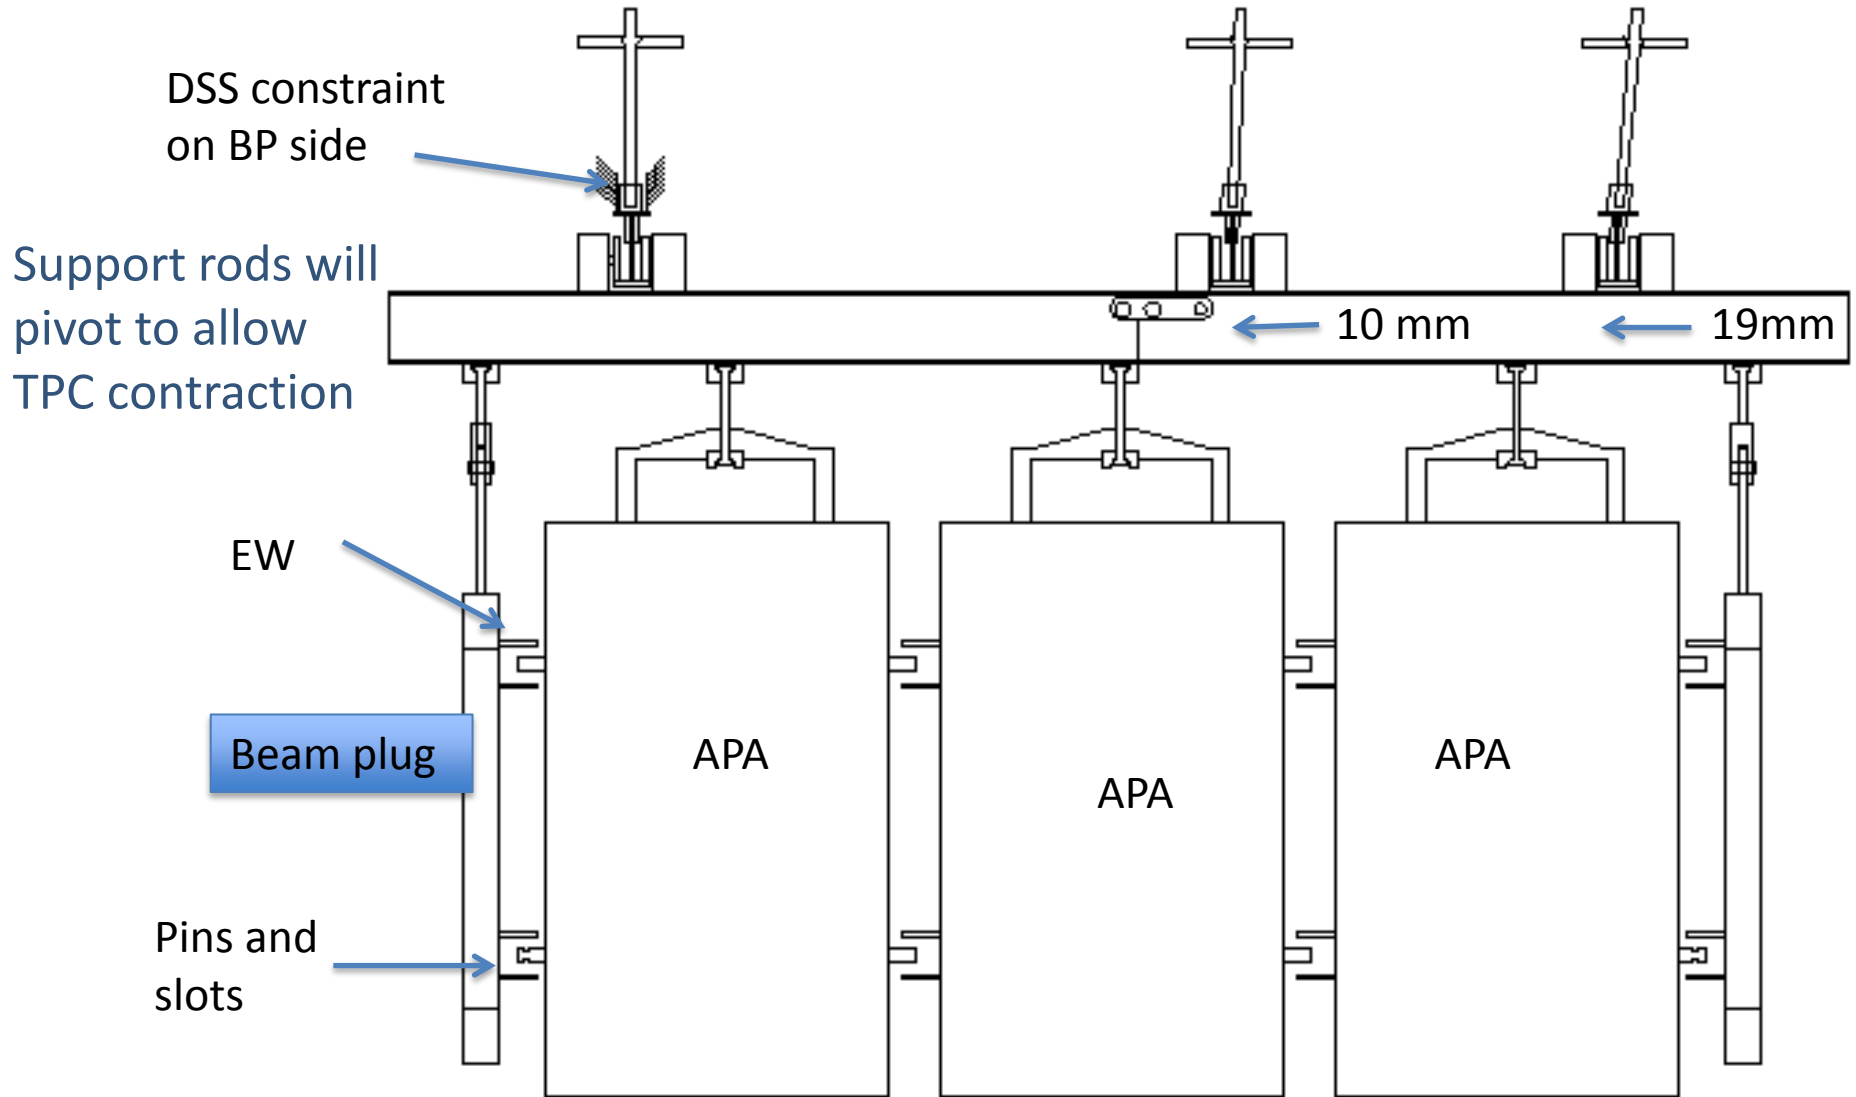 DSS constraint
on BP side
Support rods will
pivot to allow
TPC contraction
10 mm
19mm
EW
Beam plug
APA
APA
APA
Pins and
slots